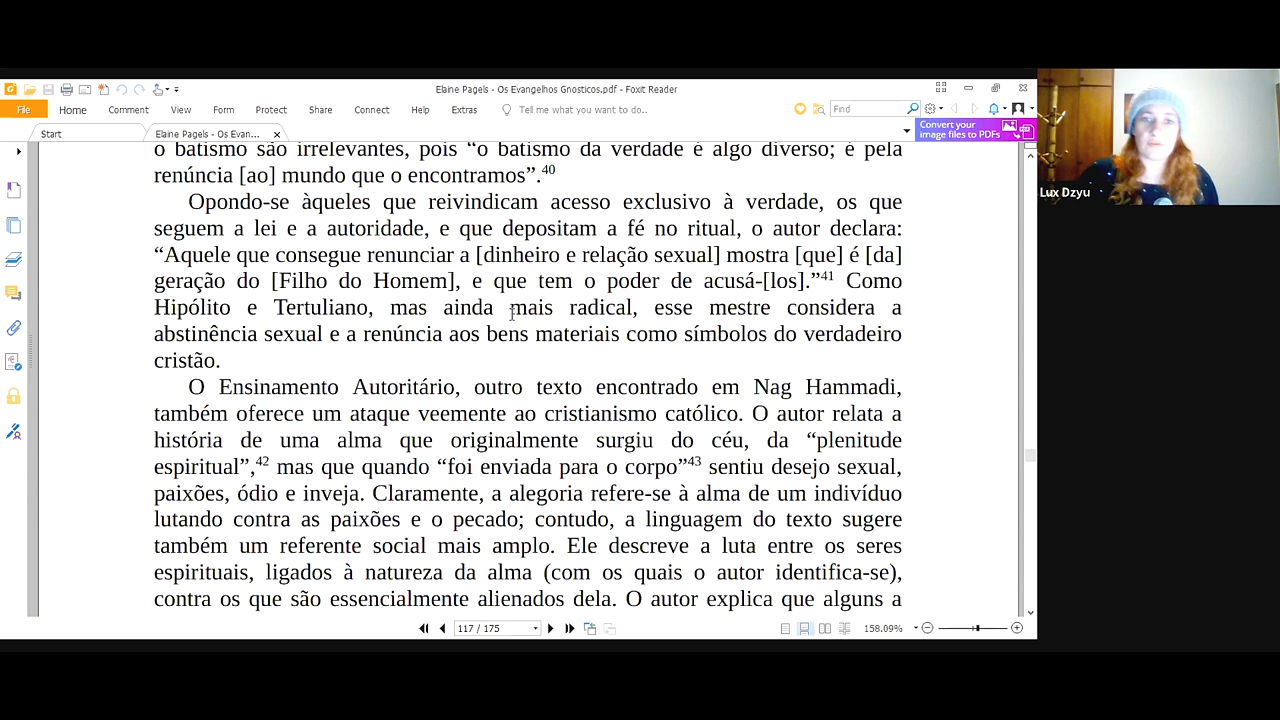 Elaine Pagels - Os Evangelhos Gnosticos.pdf - Foxit Reader
File Home Comment View Form Protect Share Connect Help Extras Tell me what you want to do.. Find
Start Elaine Pagels - Os Evan...
Convert your
image files to PDFs
o batismo são irrelevantes, pois “o batismo da verdade é algo diverso; é pela
renúncia [ao] mundo que o encontramos”.40
Opondo-se àqueles que reivindicam acesso exclusivo à verdade, os que
seguem a lei e a autoridade, e que depositam a fé no ritual, o autor declara:
“Aquele que consegue renunciar a [dinheiro e relação sexual] mostra [que] é [da]
geração do [Filho do Homem], e que tem o poder de acusá-[los].”41 Como
Hipólito e Tertuliano, mas ainda mais radical, esse mestre considera a
abstinência sexual e a renúncia aos bens materiais como símbolos do verdadeiro
cristão.
O Ensinamento Autoritário, outro texto encontrado em Nag Hammadi,
também oferece um ataque veemente ao cristianismo católico. O autor relata a
história de uma alma que originalmente surgiu do céu, da “plenitude
espiritual”,42 mas que quando “foi enviada para o corpo”43 sentiu desejo sexual,
paixões, ódio e inveja. Claramente, a alegoria refere-se à alma de um indivíduo
lutando contra as paixões e o pecado; contudo, a linguagem do texto sugere
também um referente social mais amplo. Ele descreve a luta entre os seres
espirituais, ligados à natureza da alma (com os quais o autor identifica-se),
contra os que são essencialmente alienados dela. O autor explica que alguns a
117 / 175
158.09%
Lux Dzyu